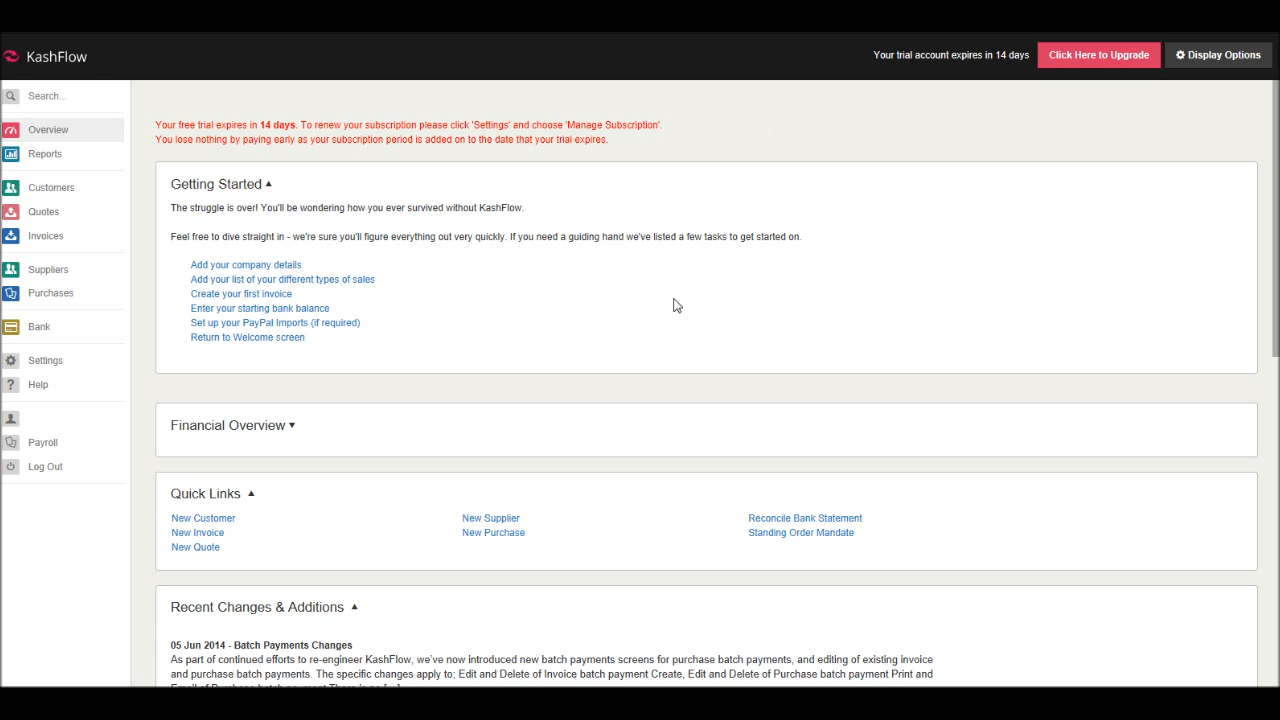 KashFlow
Your trial account expires in 14 days
Click Here to Upgrade
Display Options
Search...
Overview
Reports
Customers
Quotes
Invoices
Suppliers
Purchases
Bank
Settings
Help
Payroll
Log Out
Your free trial expires in 14 days. To renew your subscription please click 'Settings' and choose 'Manage Subscription'.
You lose nothing by paying early as your subscription period is added on to the date that your trial expires.
Getting Started
The struggle is over! You'll be wondering how you ever survived without KashFlow.
Feel free to dive straight in - we're sure you'll figure everything out very quickly. If you need a guiding hand we've listed a few tasks to get started on.
Add your company details
Add your list of your different types of sales
Create your first invoice
Enter your starting bank balance
Set up your PayPal Imports (if required)
Return to Welcome screen
Financial Overview
Quick Links
New Customer
New Supplier
Reconcile Bank Statement
New Invoice
New Purchase
Standing Order Mandate
New Quote
Recent Changes & Additions
05 Jun 2014 - Batch Payments Changes
As part of continued efforts to re-engineer KashFlow, we've now introduced new batch payments screens for purchase batch payments, and editing of existing invoice
and purchase batch payments. The specific changes apply to; Edit and Delete of Invoice batch payment Create, Edit and Delete of Purchase batch payment Print and